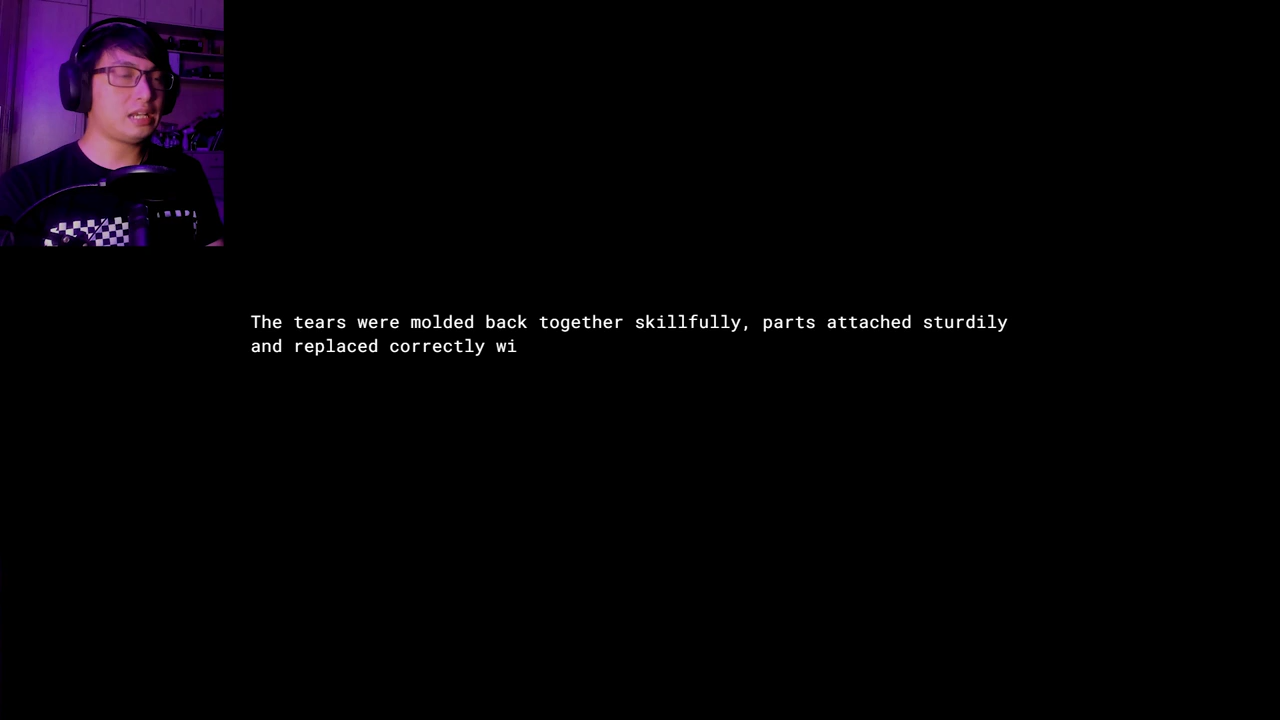 The tears were molded back together skillfully, parts attached sturdily
and replaced correctly wi